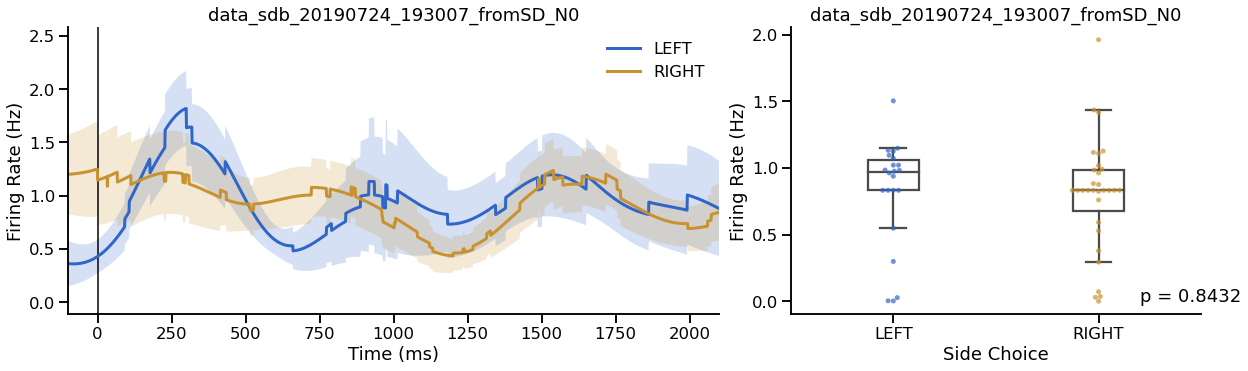 data_sdb_20190724_193007_fromSD_N0
2.5
2.0
1.5
1.0
0.5
0.0
Firing Rate (Hz)
LEFT
RIGHT
0 250 500 750 1000 1250 1500 1750 2000
Time (ms)
data_sdb_20190724_193007_fromSD_N0
2.0
1.5
1.0
0.5
0.0
Firing Rate (Hz)
p = 0.8432
LEFT RIGHT
Side Choice